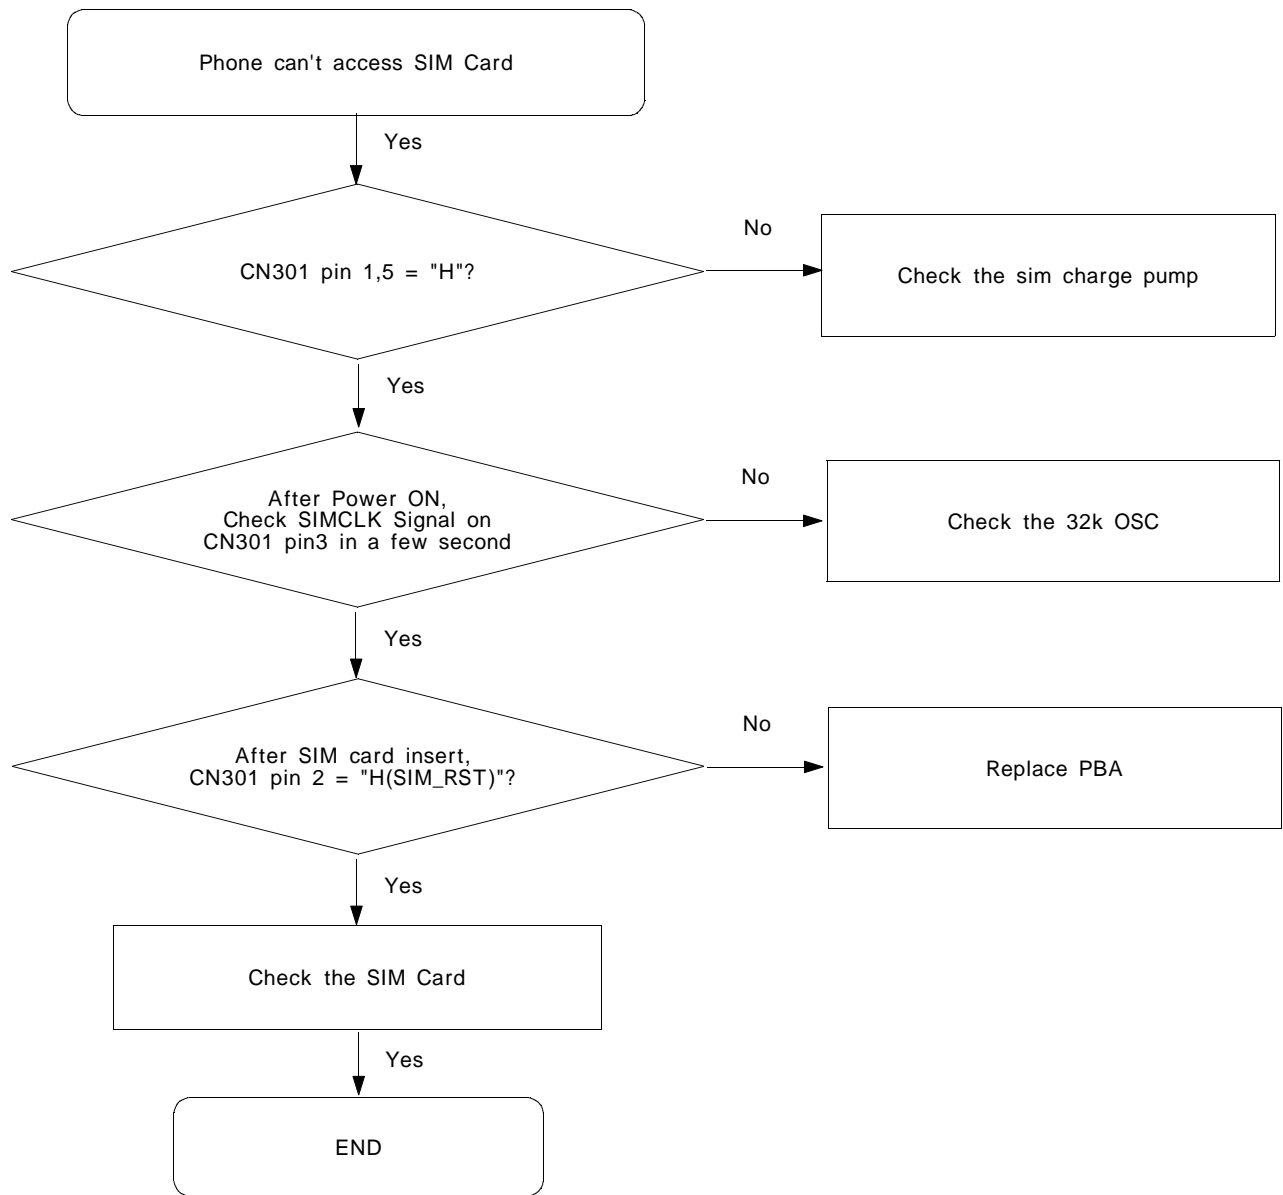 Phone can't access SIM Card
Yes
CN301 pin 1,5 = "H"?
No
Check the sim charge pump
Yes
After Power ON,
Check SIMCLK Signal on
CN301 pin3 in a few second
No
Check the 32k OSC
Yes
After SIM card insert,
CN301 pin 2 = "H(SIM_RST)"?
No
Replace PBA
Yes
Check the SIM Card
Yes
END